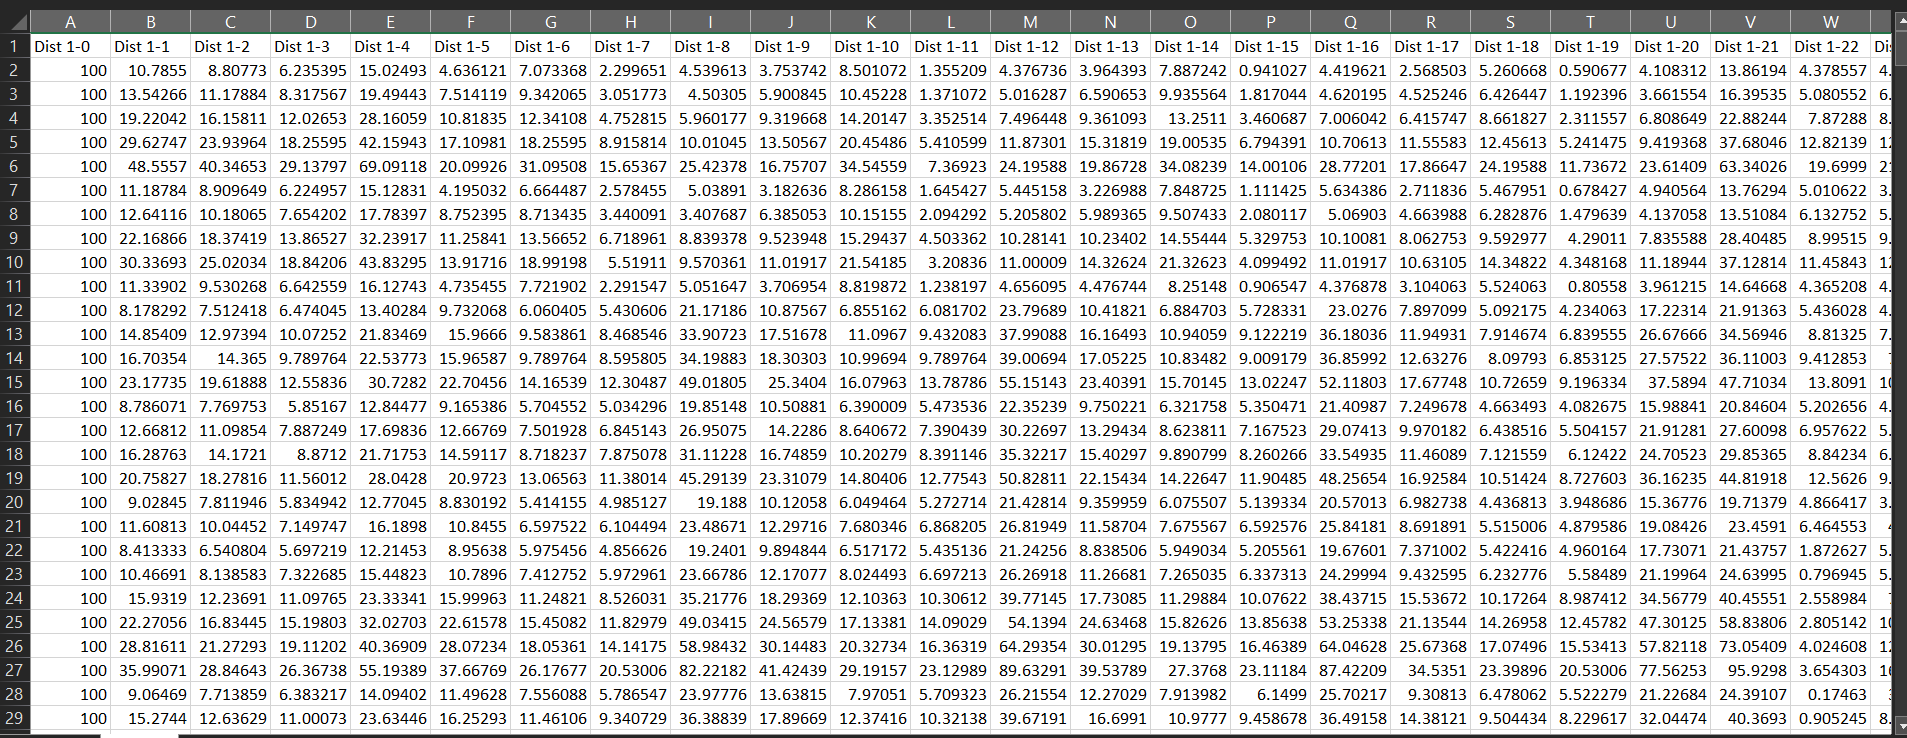 A B C D E F G H I J K L M N O P Q R S T U V W
1 Dist 1-0 Dist 1-1 Dist 1-2 Dist 1-3 Dist 1-4 Dist 1-5 Dist 1-6 Dist 1-7 Dist 1-8 Dist 1-9 Dist 1-10 Dist 1-11 Dist 1-12 Dist 1-13 Dist 1-14 Dist 1-15 Dist 1-16 Dist 1-17 Dist 1-18 Dist 1-19 Dist 1-20 Dist 1-21 Dist 1-22 Di
2 100 10.7855 8.80773 6.235395 15.02493 4.636121 7.073368 2.299651 4.539613 3.753742 8.501072 1.355209 4.376736 3.964393 7.887242 0.941027 4.419621 2.568503 5.260668 0.590677 4.108312 13.86194 4.378557 4.
3 100 13.54266 11.17884 8.317567 19.49443 7.514119 9.342065 3.051773 4.50305 5.900845 10.45228 1.371072 5.016287 6.590653 9.935564 1.817044 4.620195 4.525246 6.426447 1.192396 3.661554 16.39535 5.080552 6.
4 100 19.22042 16.15811 12.02653 28.16059 10.81835 12.34108 4.752815 5.960177 9.319668 14.20147 3.352514 7.496448 9.361093 13.2511 3.460687 7.006042 6.415747 8.661827 2.311557 6.808649 22.88244 7.87288 8.
5 100 29.62747 23.93964 18.25595 42.15943 17.10981 18.25595 8.915814 10.01045 13.50567 20.45486 5.410599 11.87301 15.31819 19.00535 6.794391 10.70613 11.55583 12.45613 5.241475 9.419368 37.68046 12.82139
6 100 48.5557 40.34653 29.13797 69.09118 20.09926 31.09508 15.65367 25.42378 16.75707 34.54559 7.36923 24.19588 19.86728 34.08239 14.00106 28.77201 17.86647 24.19588 11.73672 23.61409 63.34026 19.6999
7 100 11.18784 8.909649 6.224957 15.12831 4.195032 6.664487 2.578455 5.03891 3.182636 8.286158 1.645427 5.445158 3.226988 7.848725 1.111425 5.634386 2.711836 5.467951 0.678427 4.940564 13.76294 5.010622 3.
8 100 12.64116 10.18065 7.654202 17.78397 8.752395 8.713435 3.440091 3.407687 6.385053 10.15155 2.094292 5.205802 5.989365 9.507433 2.080117 5.06903 4.663988 6.282876 1.479639 4.137058 13.51084 6.132752 5.
9 100 22.16866 18.37419 13.86527 32.23917 11.25841 13.56652 6.718961 8.839378 9.523948 15.29437 4.503362 10.28141 10.23402 14.55444 5.329753 10.10081 8.062753 9.592977 4.29011 7.835588 28.40485 8.99515 9.
10 100 30.33693 25.02034 18.84206 43.83295 13.91716 18.99198 5.51911 9.570361 11.01917 21.54185 3.20836 11.00009 14.32624 21.32623 4.099492 11.01917 10.63105 14.34822 4.348168 11.18944 37.12814 11.45843
11 100 11.33902 9.530268 6.642559 16.12743 4.735455 7.721902 2.291547 5.051647 3.706954 8.819872 1.238197 4.656095 4.476744 8.25148 0.906547 4.376878 3.104063 5.524063 0.80558 3.961215 14.64668 4.365208 4.
12 100 8.178292 7.512418 6.474045 13.40284 9.732068 6.060405 5.430606 21.17186 10.87567 6.855162 6.081702 23.79689 10.41821 6.884703 5.728331 23.0276 7.897099 5.092175 4.234063 17.22314 21.91363 5.436028 4.
13 100 14.85409 12.97394 10.07252 21.83469 15.9666 9.583861 8.468546 33.90723 17.51678 11.0967 9.432083 37.99088 16.16493 10.94059 9.122219 36.18036 11.94931 7.914674 6.839555 26.67666 34.56946 8.81325 7.
14 100 16.70354 14.365 9.789764 22.53773 15.96587 9.789764 8.595805 34.19883 18.30303 10.99694 9.789764 39.00694 17.05225 10.83482 9.009179 36.85992 12.63276 8.09793 6.853125 27.57522 36.11003 9.412853
15 100 23.17735 19.61888 12.55836 30.7282 22.70456 14.16539 12.30487 49.01805 25.3404 16.07963 13.78786 55.15143 23.40391 15.70145 13.02247 52.11803 17.67748 10.72659 9.196334 37.5894 47.71034 13.8091
16 100 8.786071 7.769753 5.85167 12.84477 9.165386 5.704552 5.034296 19.85148 10.50881 6.390009 5.473536 22.35239 9.750221 6.321758 5.350471 21.40987 7.249678 4.663493 4.082675 15.98841 20.84604 5.202656 4.
17 100 12.66812 11.09854 7.887249 17.69836 12.66769 7.501928 6.845143 26.95075 14.2286 8.640672 7.390439 30.22697 13.29434 8.623811 7.167523 29.07413 9.970182 6.438516 5.504157 21.91281 27.60098 6.957622 5.
18 100 16.28763 14.1721 8.8712 21.71753 14.59117 8.718237 7.875078 31.11228 16.74859 10.20279 8.391146 35.32217 15.40297 9.890799 8.260266 33.54935 11.46089 7.121559 6.12422 24.70523 29.85365 8.84234 6.
19 100 20.75827 18.27816 11.56012 28.0428 20.9723 13.06563 11.38014 45.29139 23.31079 14.80406 12.77543 50.82811 22.15434 14.22647 11.90485 48.25654 16.92584 10.51424 8.727603 36.16235 44.81918 12.5626 9.
20 100 9.02845 7.811946 5.834942 12.77045 8.830192 5.414155 4.985127 19.188 10.12058 6.049464 5.272714 21.42814 9.359959 6.075507 5.139334 20.57013 6.982738 4.436813 3.948686 15.36776 19.71379 4.866417 3.
21 100 11.60813 10.04452 7.149747 16.1898 10.8455 6.597522 6.104494 23.48671 12.29716 7.680346 6.868205 26.81949 11.58704 7.675567 6.592576 25.84181 8.691891 5.515006 4.879586 19.08426 23.4591 6.464553
22 100 8.413333 6.540804 5.697219 12.21453 8.95638 5.975456 4.856626 19.2401 9.894844 6.517172 5.435136 21.24256 8.838506 5.949034 5.205561 19.67601 7.371002 5.422416 4.960164 17.73071 21.43757 1.872627 5.
23 100 10.46691 8.138583 7.322685 15.44823 10.7896 7.412752 5.972961 23.66786 12.17077 8.024493 6.697213 26.26918 11.26681 7.265035 6.337313 24.29994 9.432595 6.232776 5.58489 21.19964 24.63995 0.796945 5.
24 100 15.9319 12.23691 11.09765 23.33341 15.99963 11.24821 8.526031 35.21776 18.29369 12.10363 10.30612 39.77145 17.73085 11.29884 10.07622 38.43715 15.53672 10.17264 8.987412 34.56779 40.45551 2.558984
25 100 22.27056 16.83445 15.19803 32.02703 22.61578 15.45082 11.82979 49.03415 24.56579 17.13381 14.09029 54.1394 24.63468 15.82626 13.85638 53.25338 21.13544 14.26958 12.45782 47.30125 58.83806 2.805142
26 100 28.81611 21.27293 19.11202 40.36909 28.07234 18.05361 14.14175 58.98432 30.14483 20.32734 16.36319 64.29354 30.01295 19.13795 16.46389 64.04628 25.67368 17.07496 15.53413 57.82118 73.05409 4.024608
27 100 35.99071 28.84643 26.36738 55.19389 37.66769 26.17677 20.53006 82.22182 41.42439 29.19157 23.12989 89.63291 39.53789 27.3768 23.11184 87.42209 34.5351 23.39896 20.53006 77.56253 95.9298 3.654303
28 100 9.06469 7.713859 6.383217 14.09402 11.49628 7.556088 5.786547 23.97776 13.63815 7.97051 5.709323 26.21554 12.27029 7.913982 6.1499 25.70217 9.30813 6.478062 5.522279 21.22684 24.39107 0.17463
29 100 15.2744 12.63629 11.00073 23.63446 16.25293 11.46106 9.340729 36.38839 17.89669 12.37416 10.32138 39.67191 16.6991 10.9777 9.458678 36.49158 14.38121 9.504434 8.229617 32.04474 40.3693 0.905245 8.